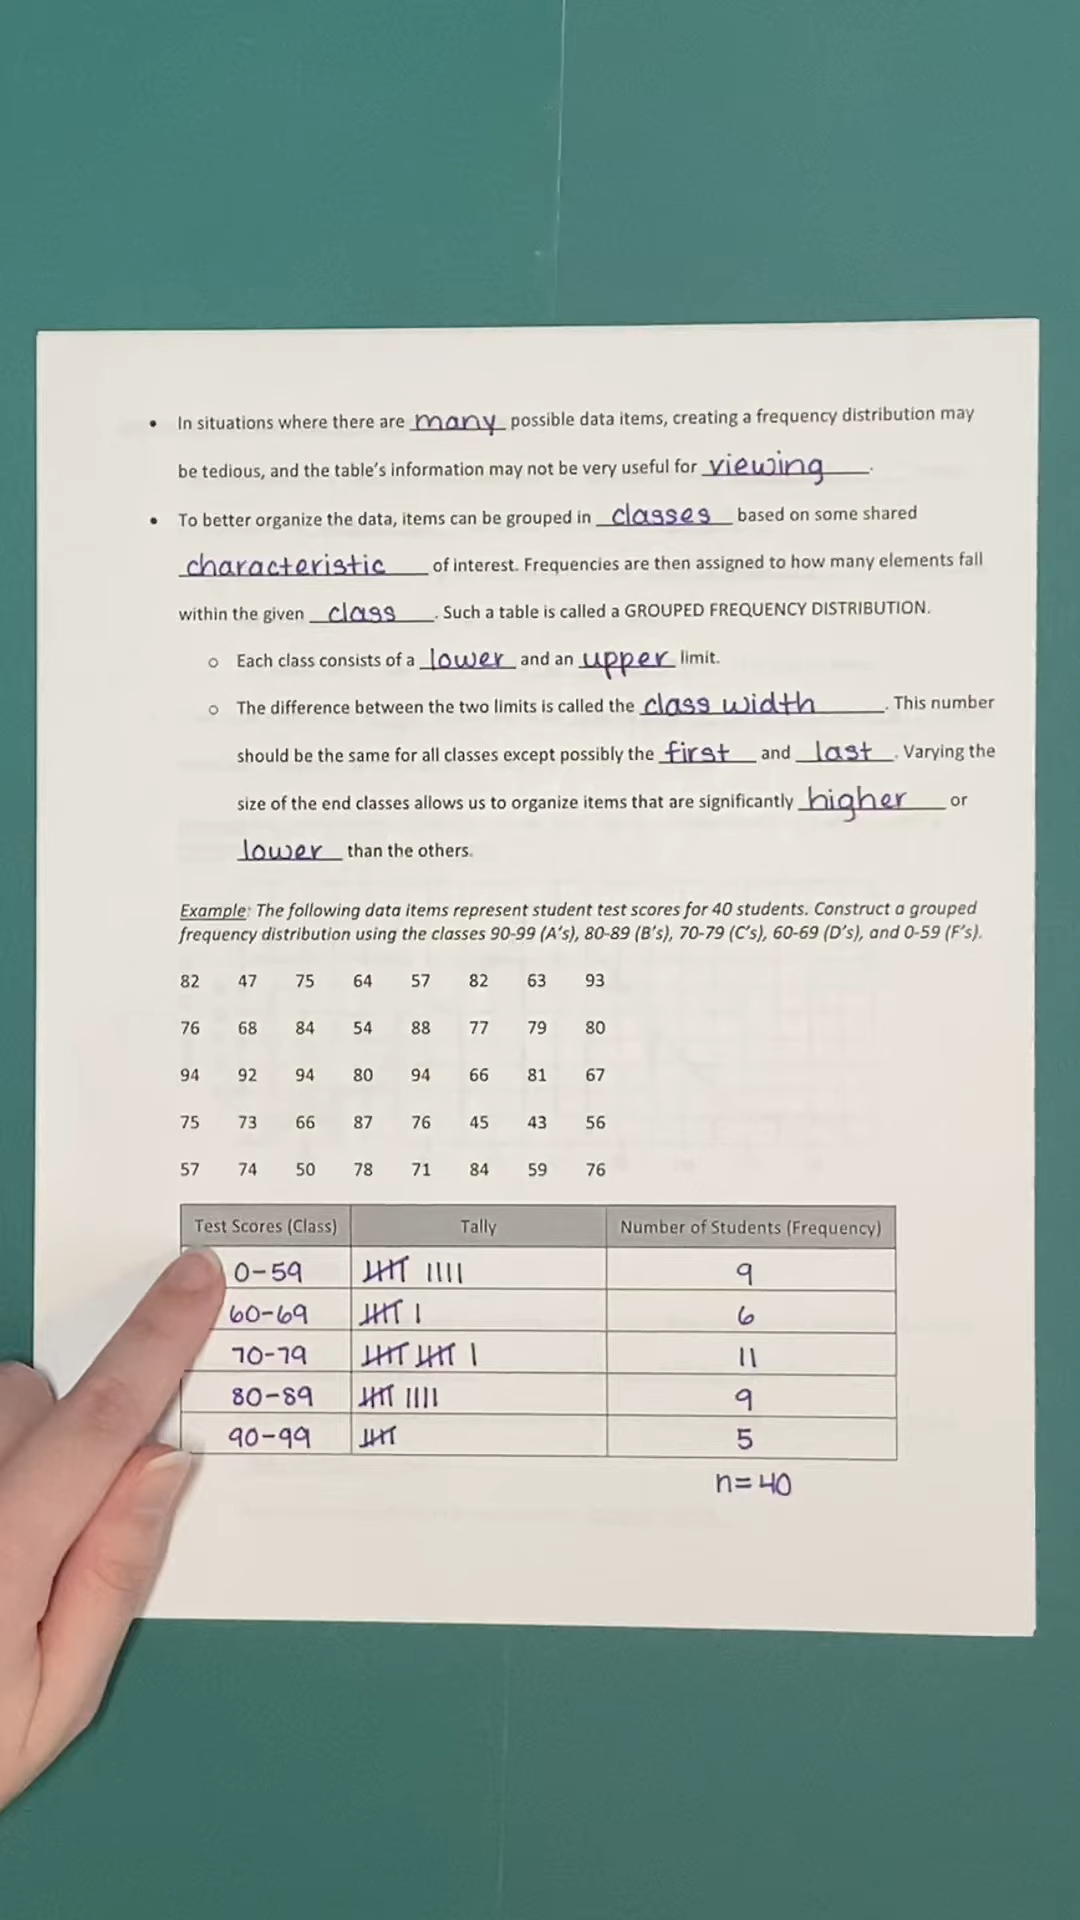 • In situations where there are many possible data items, creating a frequency distribution may
be tedious, and the table's information may not be very useful for viewing.
• To better organize the data, items can be grouped in classes based on some shared
characteristic of interest. Frequencies are then assigned to how many elements fall
within the given class. Such a table is called a GROUPED FREQUENCY DISTRIBUTION.
o Each class consists of a lower and an upper limit.
o The difference between the two limits is called the class width. This number
should be the same for all classes except possibly the first and last. Varying the
size of the end classes allows us to organize items that are significantly higher or
lower than the others.
Example: The following data items represent student test scores for 40 students. Construct a grouped
frequency distribution using the classes 90-99 (A's), 80-89 (B's), 70-79 (C's), 60-69 (D's), and 0-59 (F's).
82 47 75 64 57 82 63 93
76 68 84 54 88 77 79 80
94 92 94 80 94 66 81 67
75 73 66 87 76 45 43 56
57 74 50 78 71 84 59 76
Test Scores (Class) Tally Number of Students (Frequency)
0-59 9
60-69 6
70-79 11
80-89 9
90-99 5
n=40